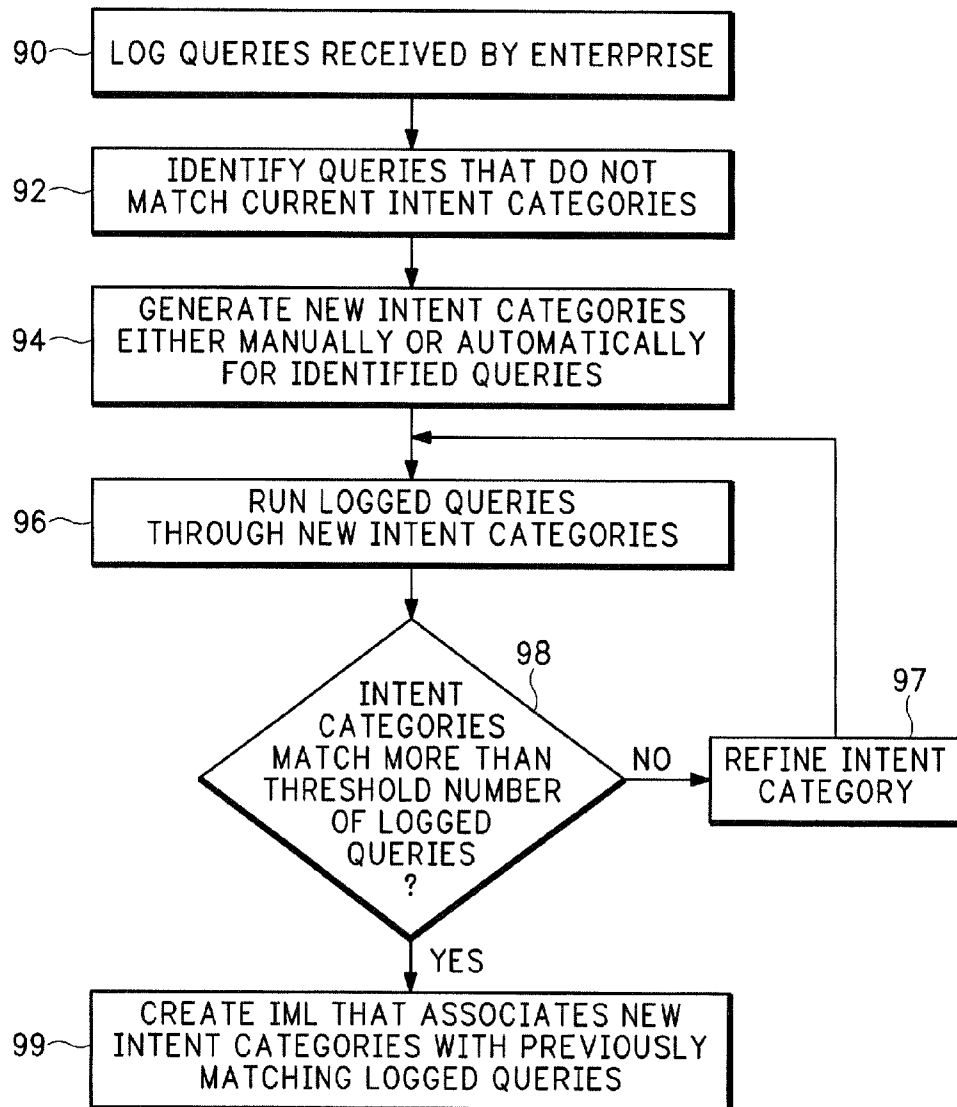 90
LOG QUERIES RECEIVED BY ENTERPRISE
92
IDENTIFY QUERIES THAT DO NOT
MATCH CURRENT INTENT CATEGORIES
94
GENERATE NEW INTENT CATEGORIES
EITHER MANUALLY OR AUTOMATICALLY
FOR IDENTIFIED QUERIES
96
RUN LOGGED QUERIES
THROUGH NEW INTENT CATEGORIES
98
INTENT
CATEGORIES
MATCH MORE THAN
THRESHOLD NUMBER
OF LOGGED
QUERIES
?
NO
97
REFINE INTENT
CATEGORY
YES
99
CREATE IML THAT ASSOCIATES NEW
INTENT CATEGORIES WITH PREVIOUSLY
MATCHING LOGGED QUERIES